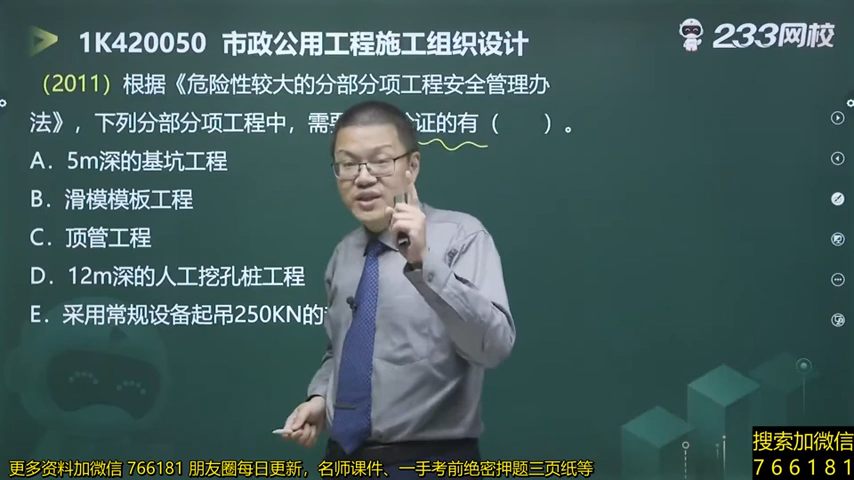 1K420050 市政公用工程施工组织设计
233网校
（2011）根据《危险性较大的分部分项工程安全管理办
法》，下列分部分项工程中，需 证的有（ ）。
A．5m深的基坑工程
B．滑模模板工程
C．顶管工程
D．12m深的人工挖孔桩工程
E．采用常规设备起吊250KN的
更多资料加微信 766181 朋友圈每日更新，名师课件、一手考前绝密押题三页纸等
搜索加微信
766181